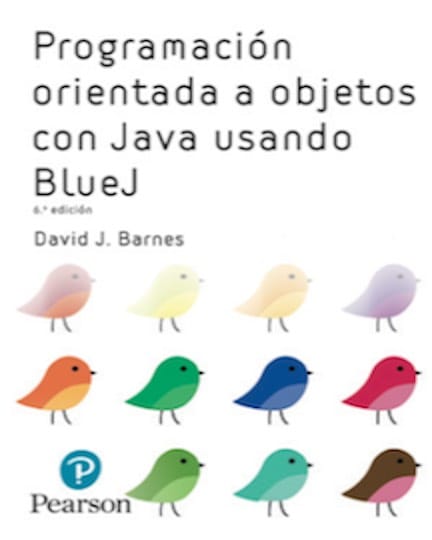 Programación
orientada a objetos
con Java usando
BlueJ
6.ª edición
David J. Barnes
P
Pearson